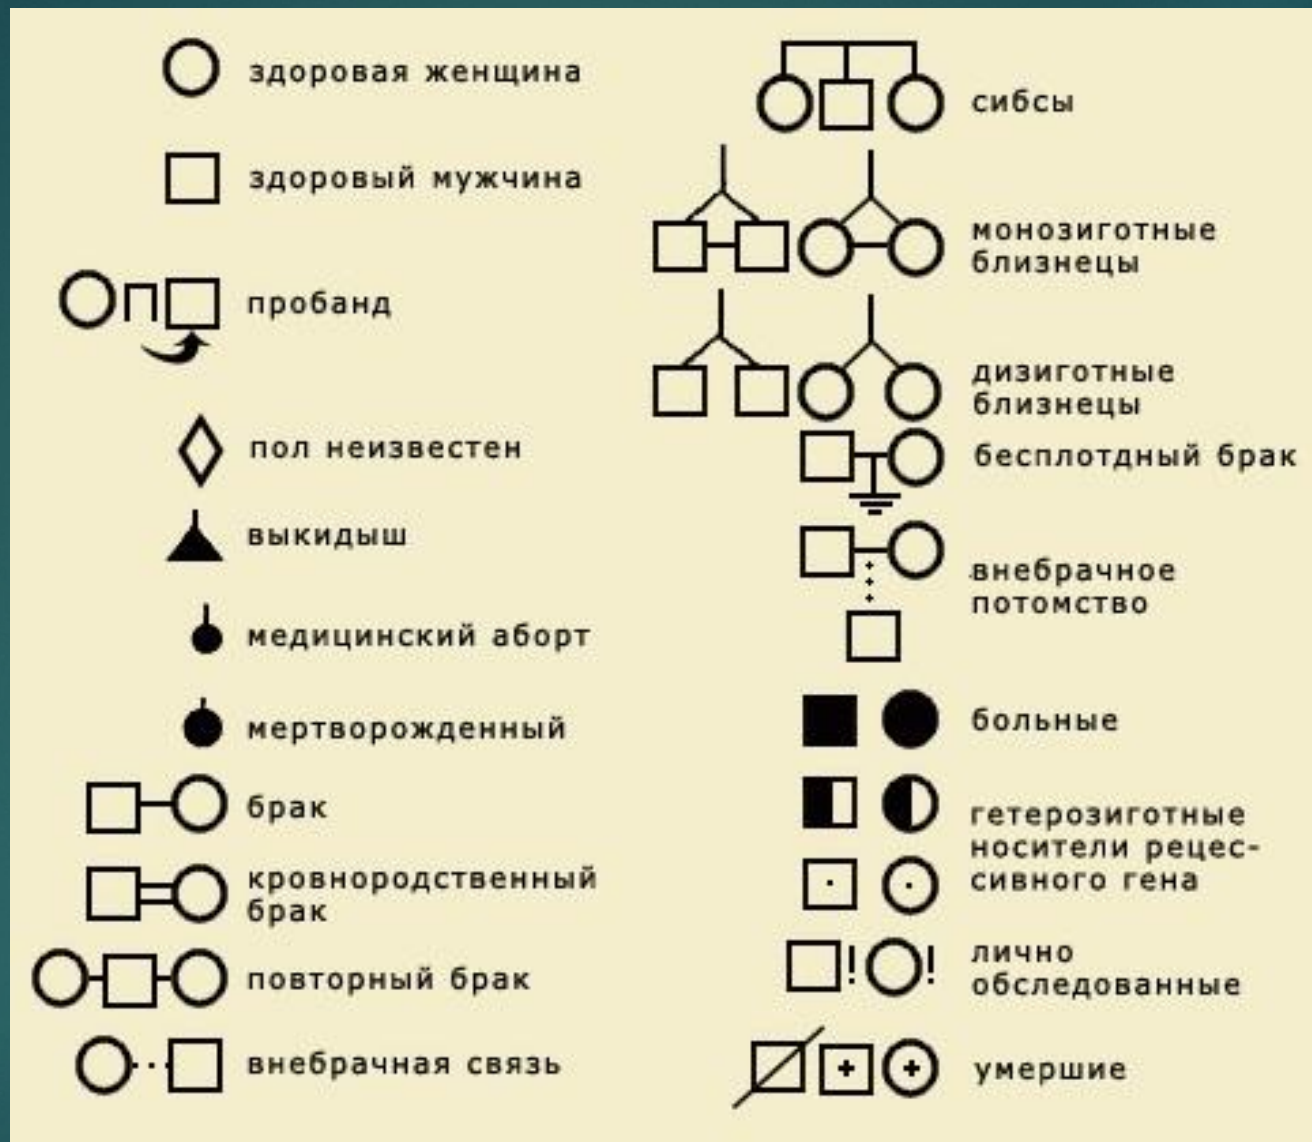 здоровая женщина
здоровый мужчина
п
пробанд
пол неизвестен
выкидыш
медицинский аборт
мертворожденный
брак
кровнородственный
брак
повторный брак
внебрачная связь
сибсы
монозиготные
близнецы
дизиготные
близнецы
бесплотдный брак
внебрачное
потомство
больные
гетерозиготные
носители рецес-
сивного гена
! !
лично
обследованные
умершие